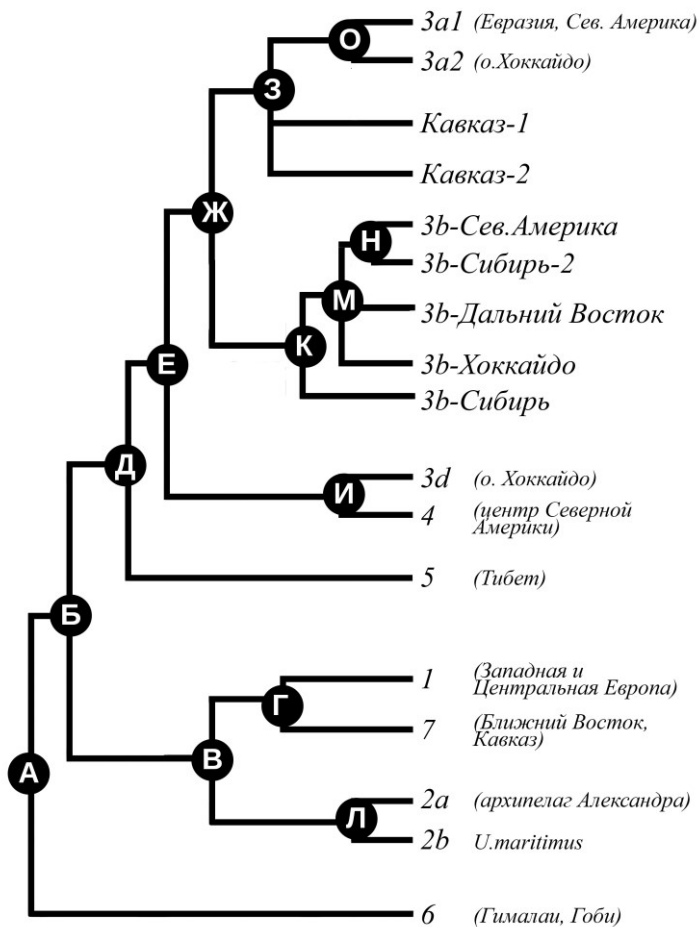 О
3a1 (Евразия, Сев. Америка)
3a2 (о.Хоккайдо)
З
Кавказ-1
Кавказ-2
Ж
Н
3b-Сев.Америка
3b-Сибирь-2
М
3b-Дальний Восток
К
3b-Хоккайдо
Е
3b-Сибирь
Д
И
3d (о. Хоккайдо)
4 (центр Северной
Америки)
5 (Тибет)
Б
1 (Западная и
Центральная Европа)
Г
7 (Ближний Восток,
Кавказ)
В
А
2a (архипелаг Александра)
Л
2b U.maritimus
6 (Гималаи, Гоби)